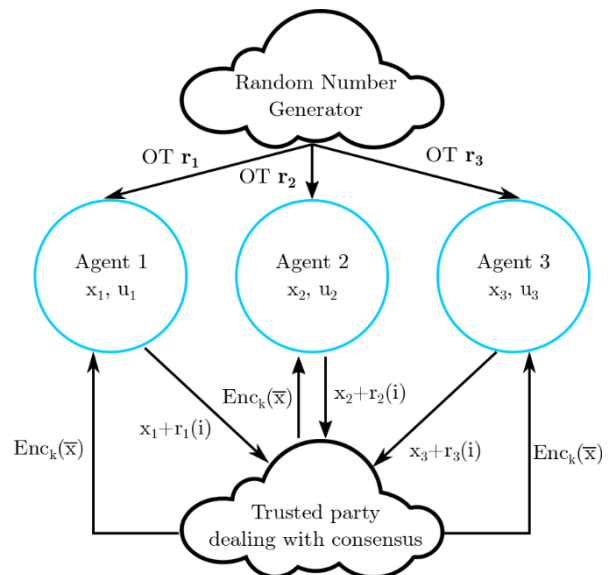 Random Number
Generator
OT r₁
OT r₂
OT r₃
Agent 1
x₁, u₁
Agent 2
x₂, u₂
Agent 3
x₃, u₃
Encₖ(x̅)
x₁+r₁(i)
Encₖ(x̅)
x₂+r₂(i)
x₃+r₃(i)
Encₖ(x̅)
Trusted party
dealing with consensus